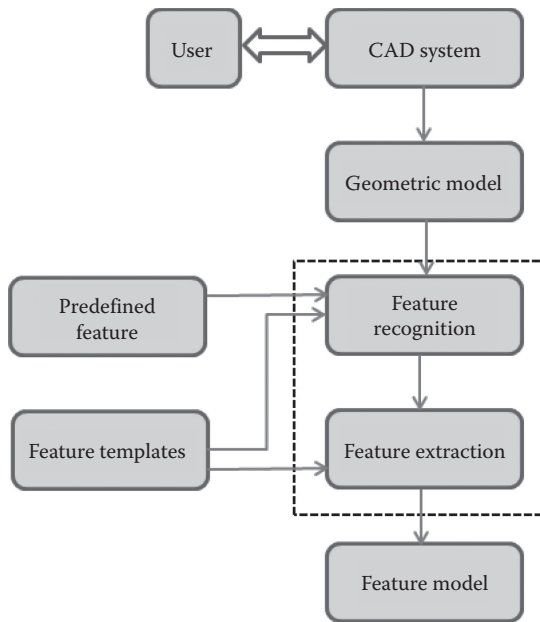 User
CAD system
Geometric model
Predefined
feature
Feature
recognition
Feature templates
Feature extraction
Feature model